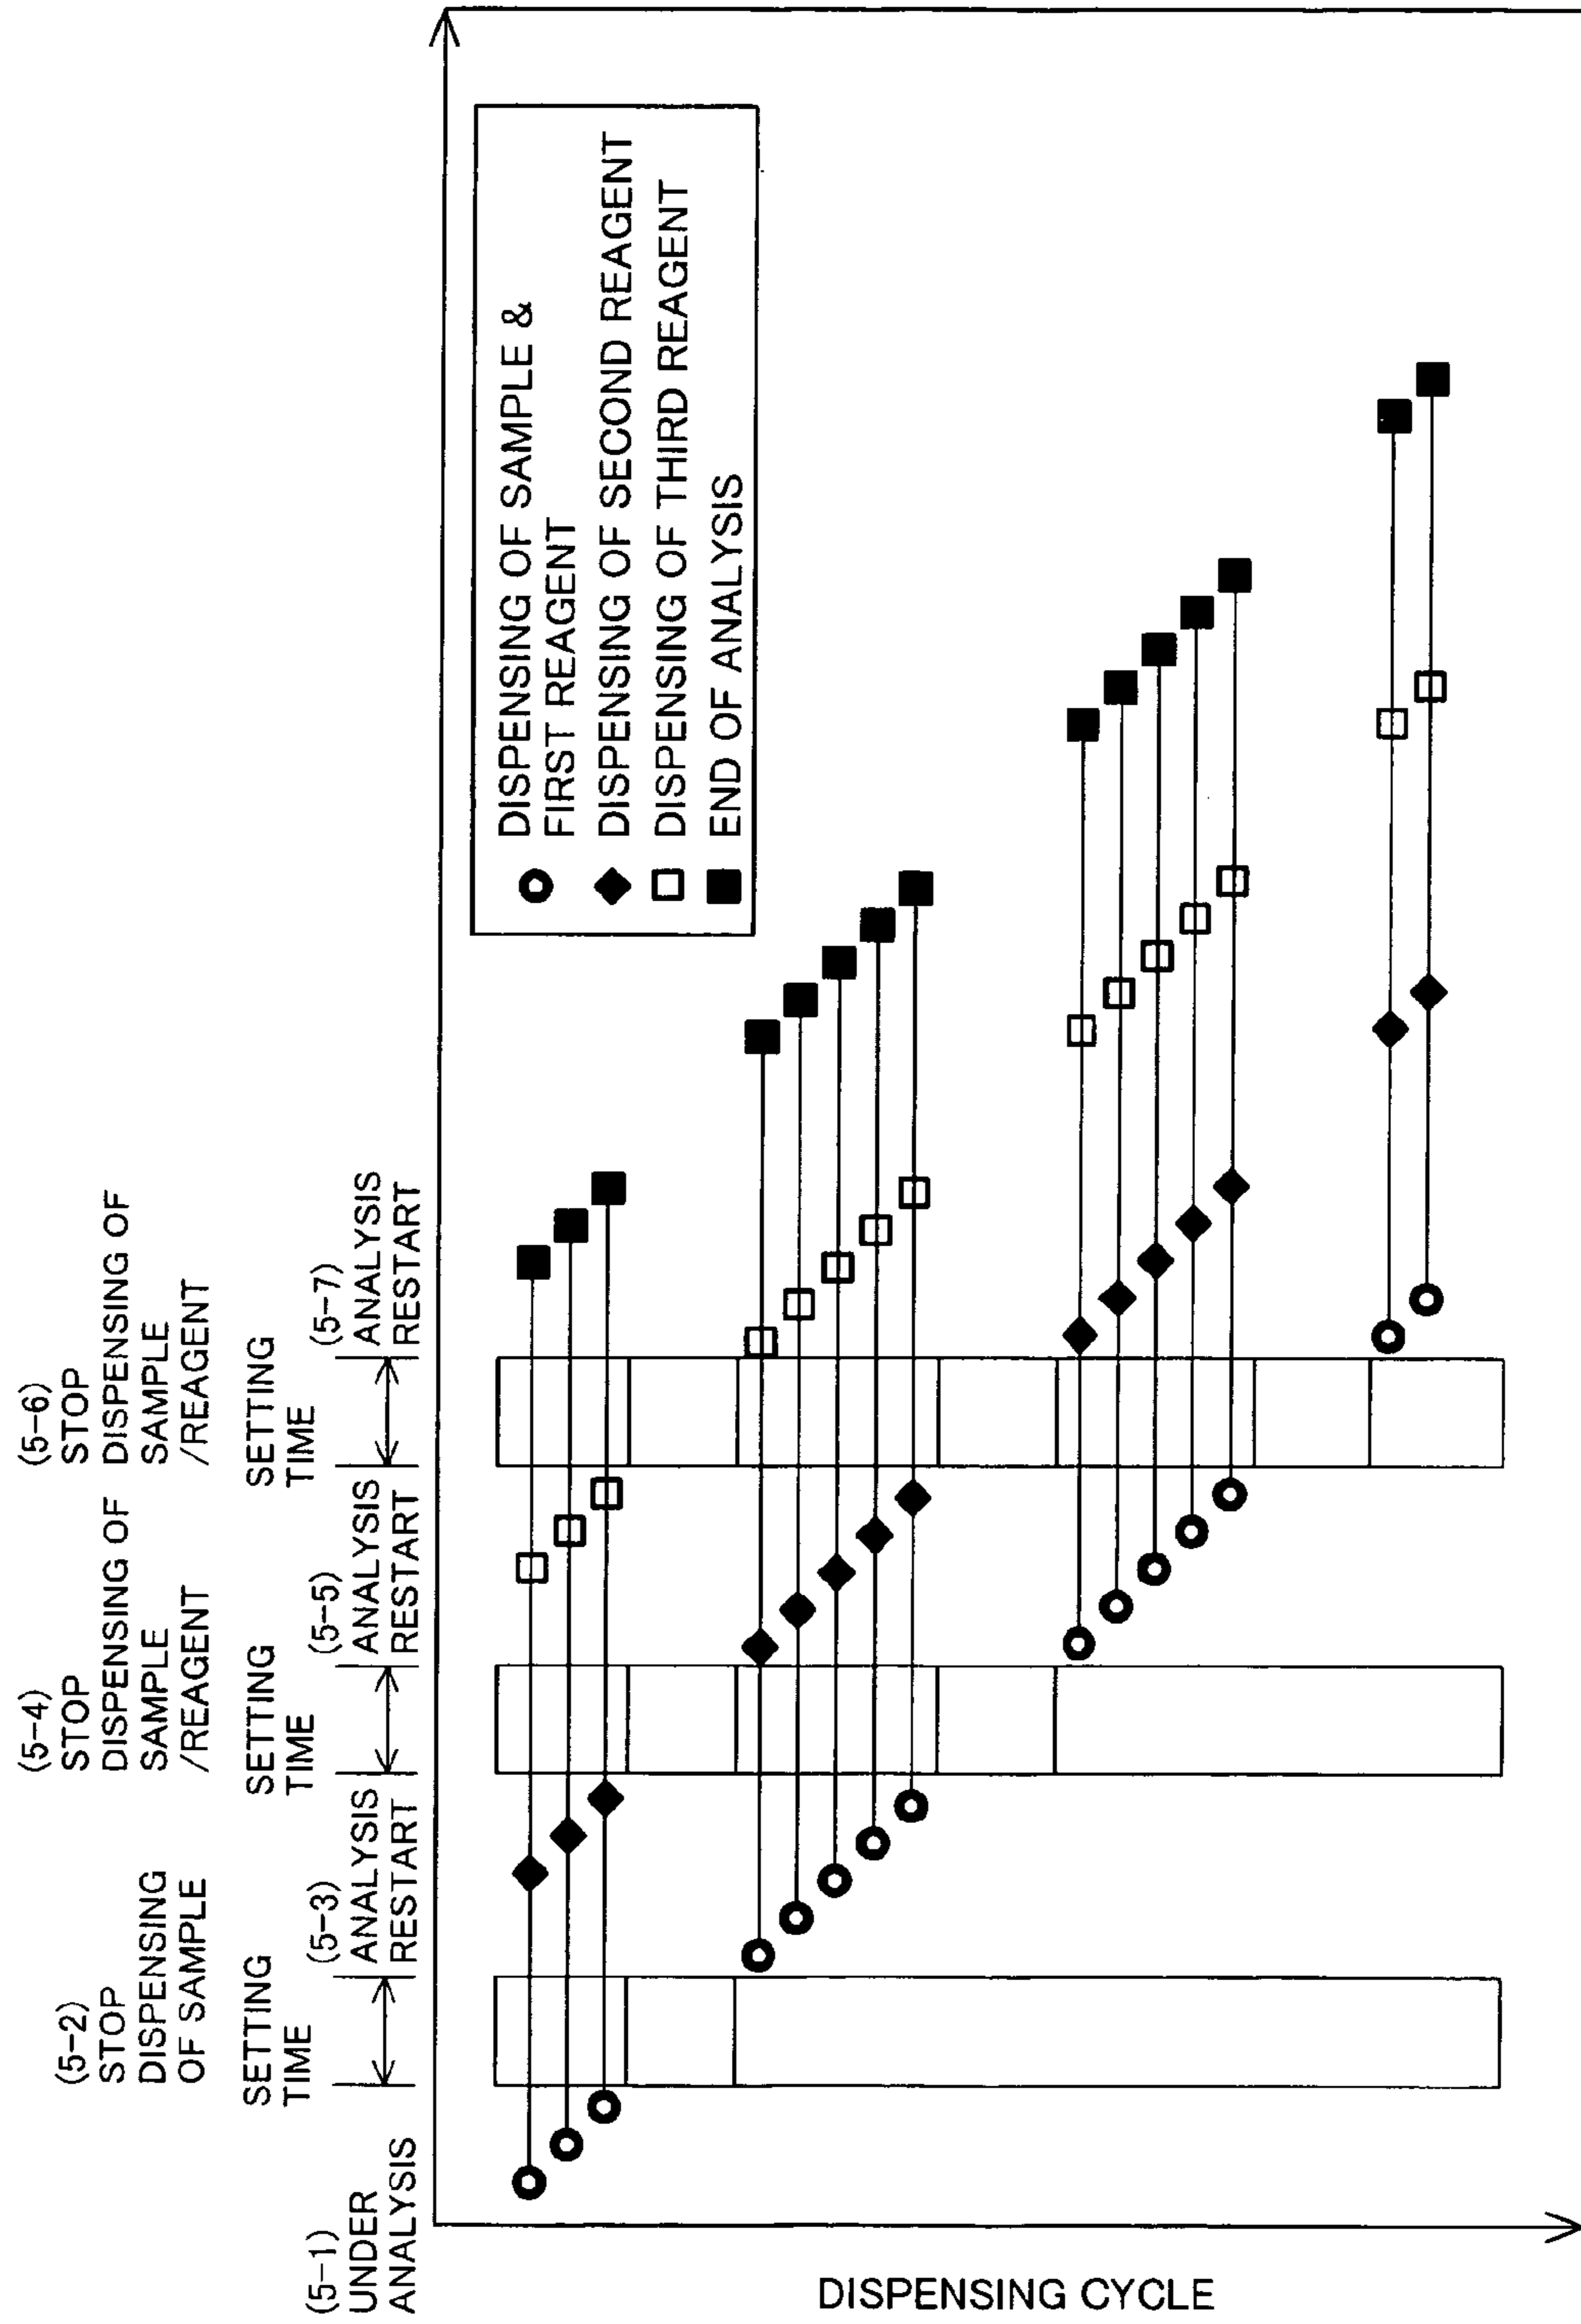 (5-1)
UNDER
ANALYSIS
(5-2)
STOP
DISPENSING
OF SAMPLE
SETTING
TIME
(5-3)
ANALYSIS
RESTART
(5-4)
STOP
DISPENSING OF
SAMPLE
/REAGENT
SETTING
TIME
(5-5)
ANALYSIS
RESTART
(5-6)
STOP
DISPENSING OF
SAMPLE
/REAGENT
SETTING
TIME
(5-7)
ANALYSIS
RESTART
DISPENSING OF SAMPLE &
FIRST REAGENT
DISPENSING OF SECOND REAGENT
DISPENSING OF THIRD REAGENT
END OF ANALYSIS
DISPENSING CYCLE